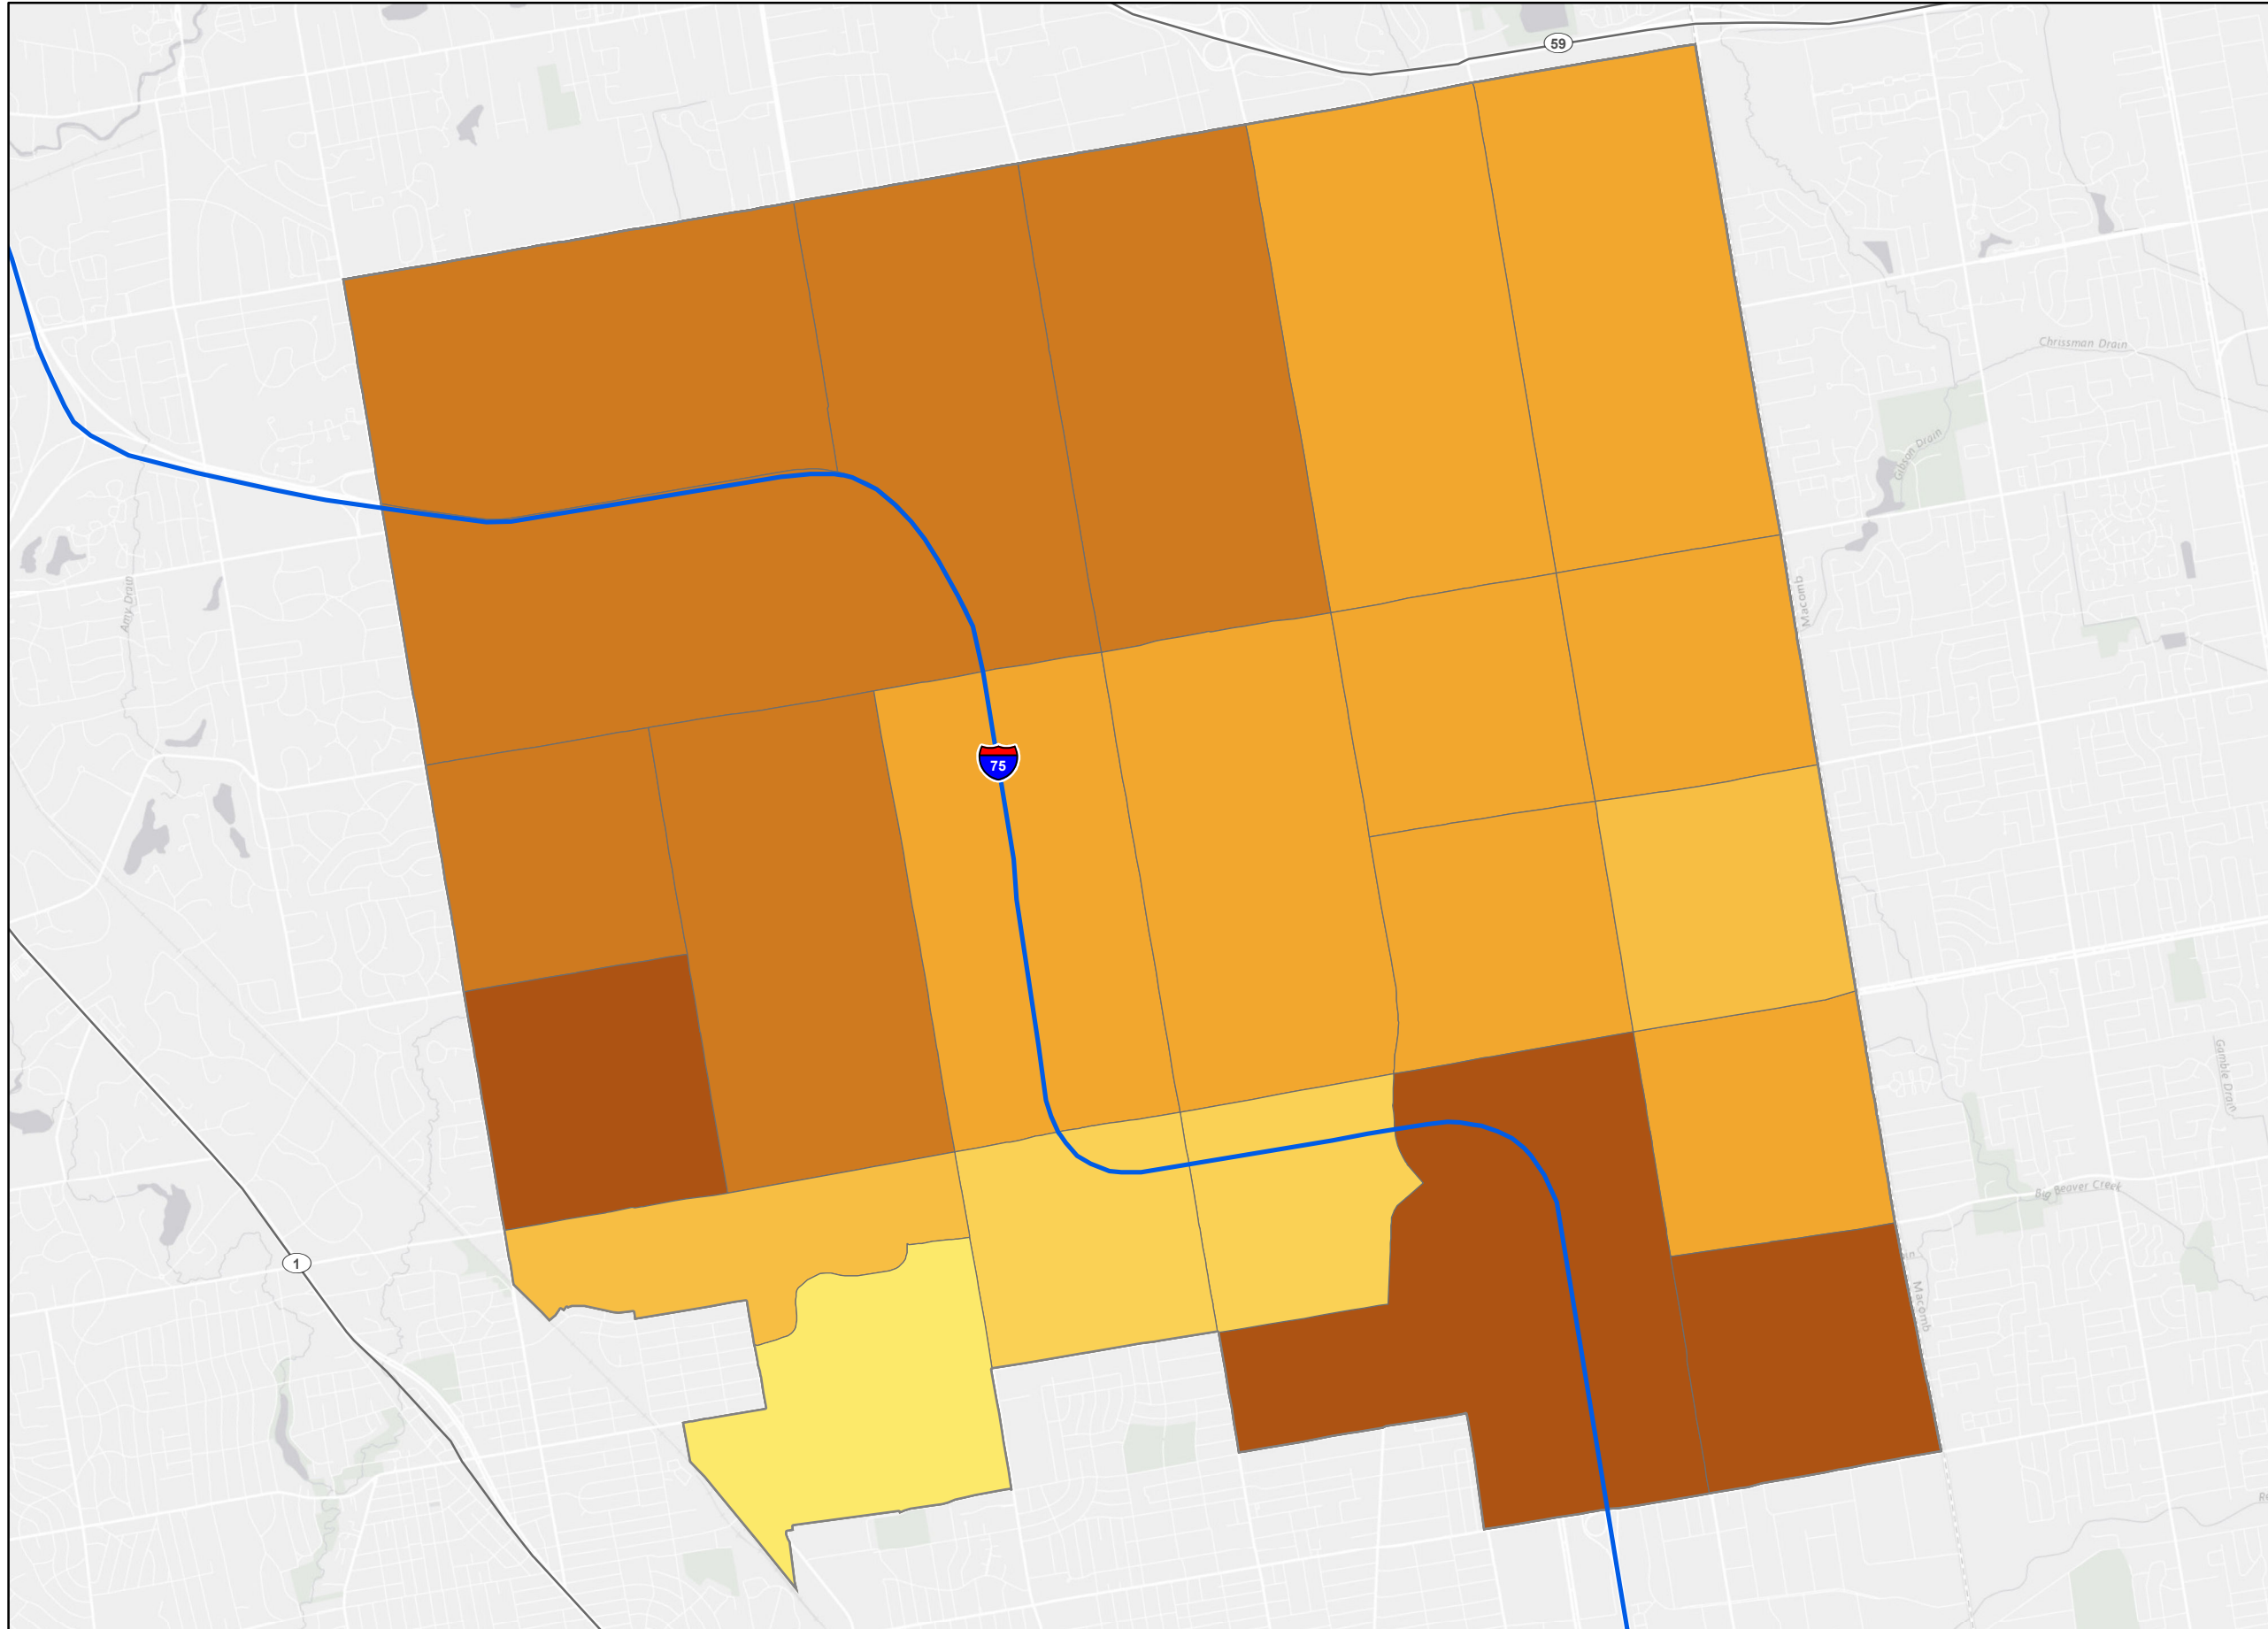 59
Chrissman Drain
Gibson Drain
Amy Drain
Macomb
75
Gamble Drain
Big Beaver Creek
1
Macomb